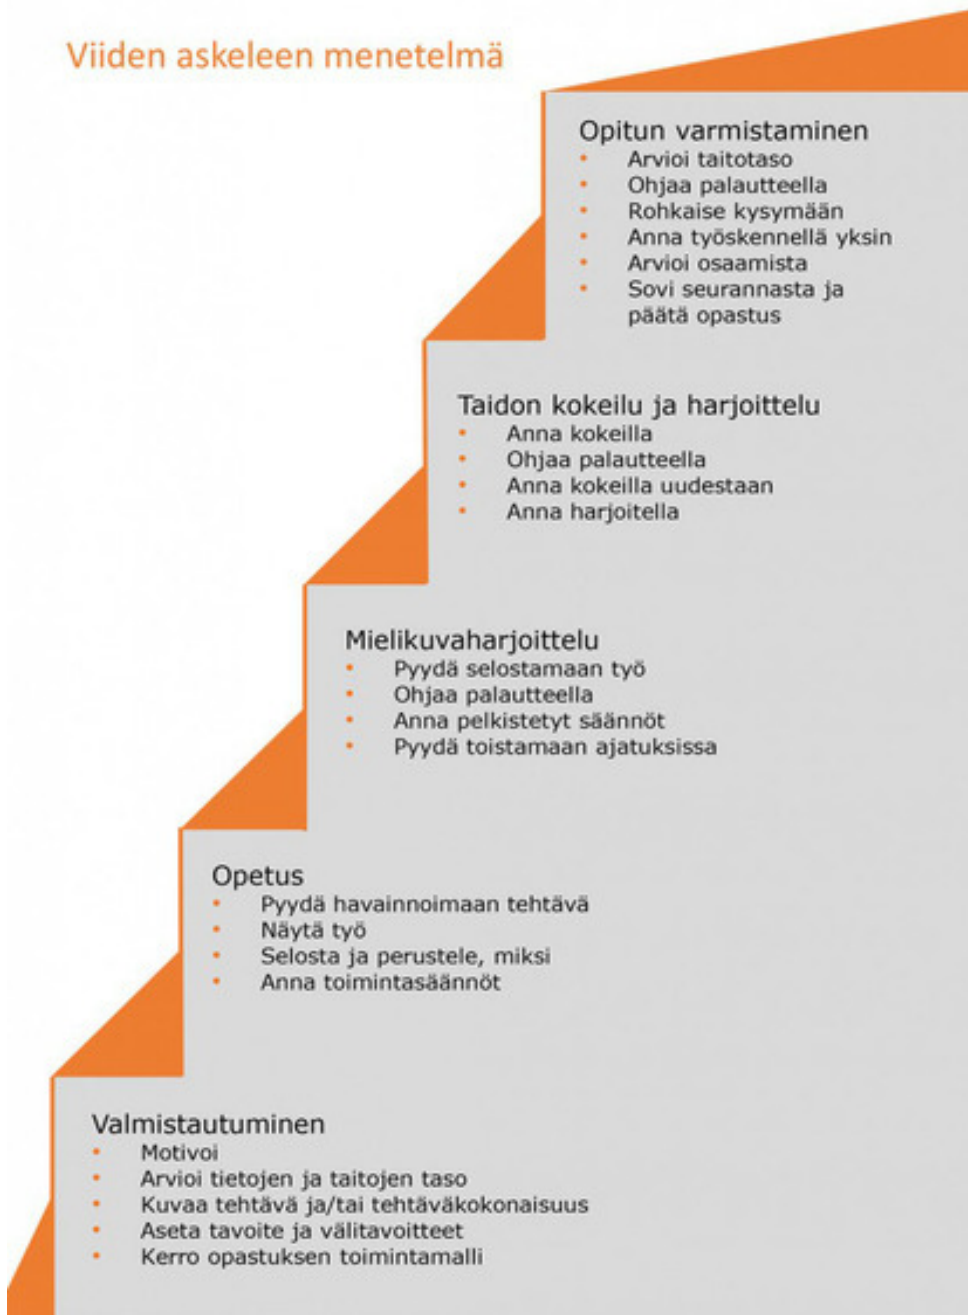 Viiden askeleen menetelmä
Opitun varmistaminen
• Arvioi taitotaso
• Ohjaa palautteella
• Rohkaise kysymään
• Anna työskennellä yksin
• Arvioi osaamista
• Sovi seurannasta ja
päätä opastus
Taidon kokeilu ja harjoittelu
• Anna kokeilla
• Ohjaa palautteella
• Anna kokeilla uudestaan
• Anna harjoitella
Mielikuvaharjoittelu
• Pyydä selostamaan työ
• Ohjaa palautteella
• Anna pelkistetyt säännöt
• Pyydä toistamaan ajatuksissa
Opetus
• Pyydä havainnoimaan tehtävä
• Näytä työ
• Selosta ja perustele, miksi
• Anna toimintasäännöt
Valmistautuminen
• Motivoi
• Arvioi tietojen ja taitojen taso
• Kuvaa tehtävä ja/tai tehtäväkokonaisuus
• Aseta tavoite ja välitavoitteet
• Kerro opastuksen toimintamalli